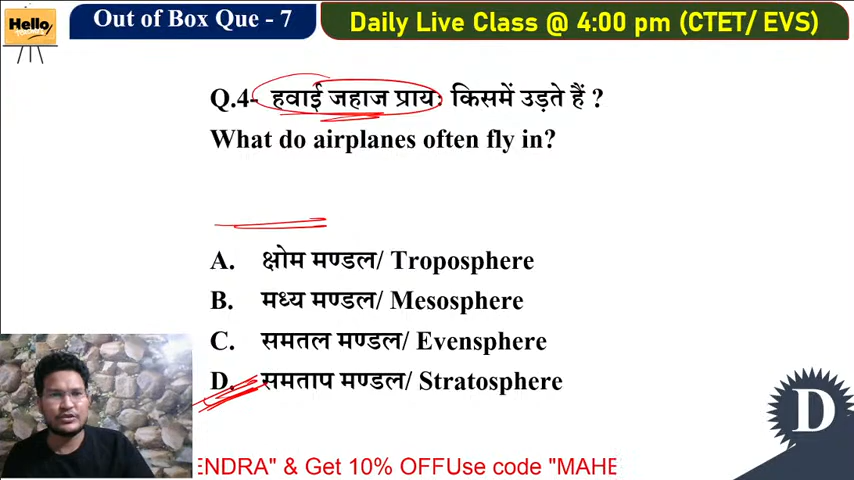 Hello
Out of Box Que - 7
Daily Live Class @ 4:00 pm (CTET/ EVS)
Q.4- हवाई जहाज प्रायः किसमें उड़ते हैं ?
What do airplanes often fly in?
A. क्षोम मण्डल/ Troposphere
B. मध्य मण्डल/ Mesosphere
C. समतल मण्डल/ Evensphere
D. समताप मण्डल/ Stratosphere
D
ENDRA" & Get 10% OFFUse code "MAHE